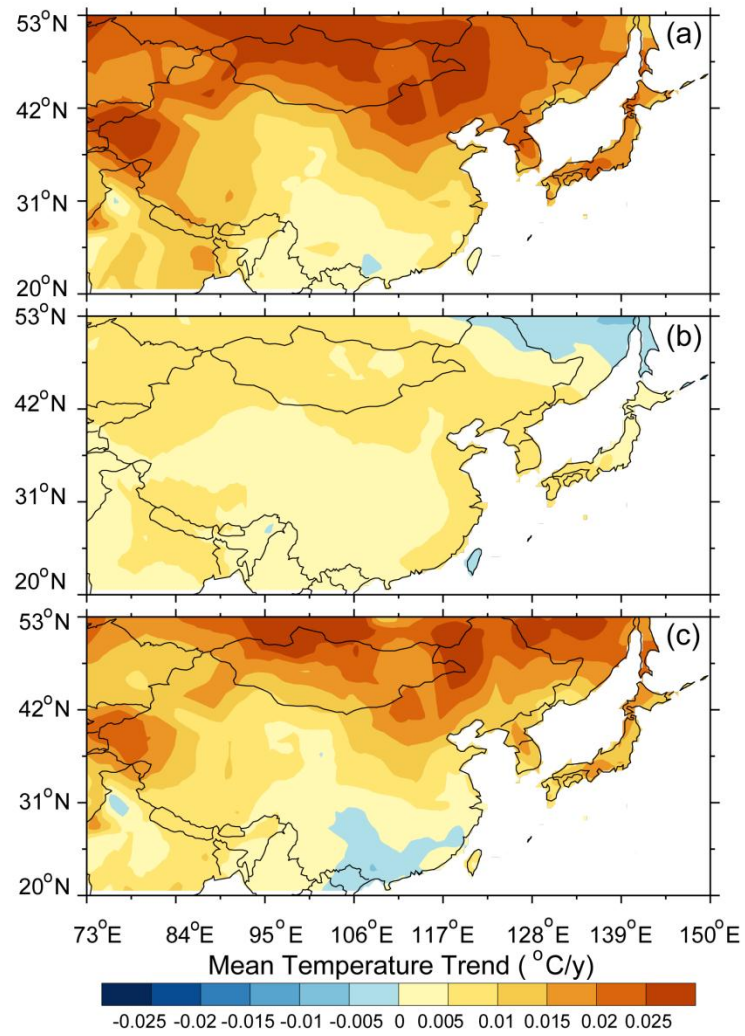 53°N
(a)
42°N
31°N
20°N
53°N
(b)
42°N
31°N
20°N
53°N
(c)
42°N
31°N
20°N
73°E 84°E 95°E 106°E 117°E 128°E 139°E 150°E
Mean Temperature Trend ( °C/y)
-0.025 -0.02 -0.015 -0.01 -0.005 0 0.005 0.01 0.015 0.02 0.025